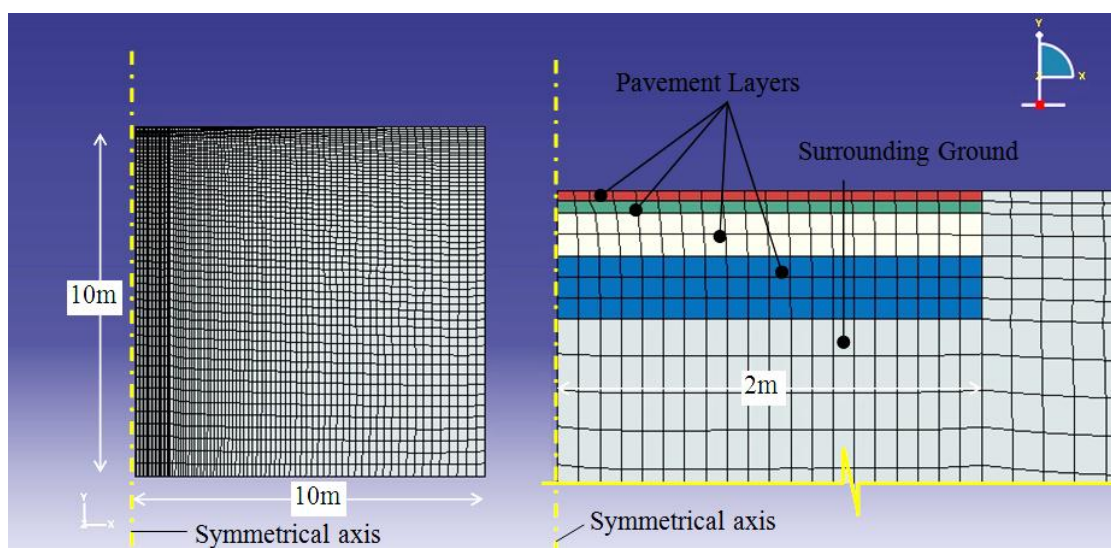 Pavement Layers
Surrounding Ground
10m
2m
10m
Symmetrical axis
Symmetrical axis
Y
X
Y
X